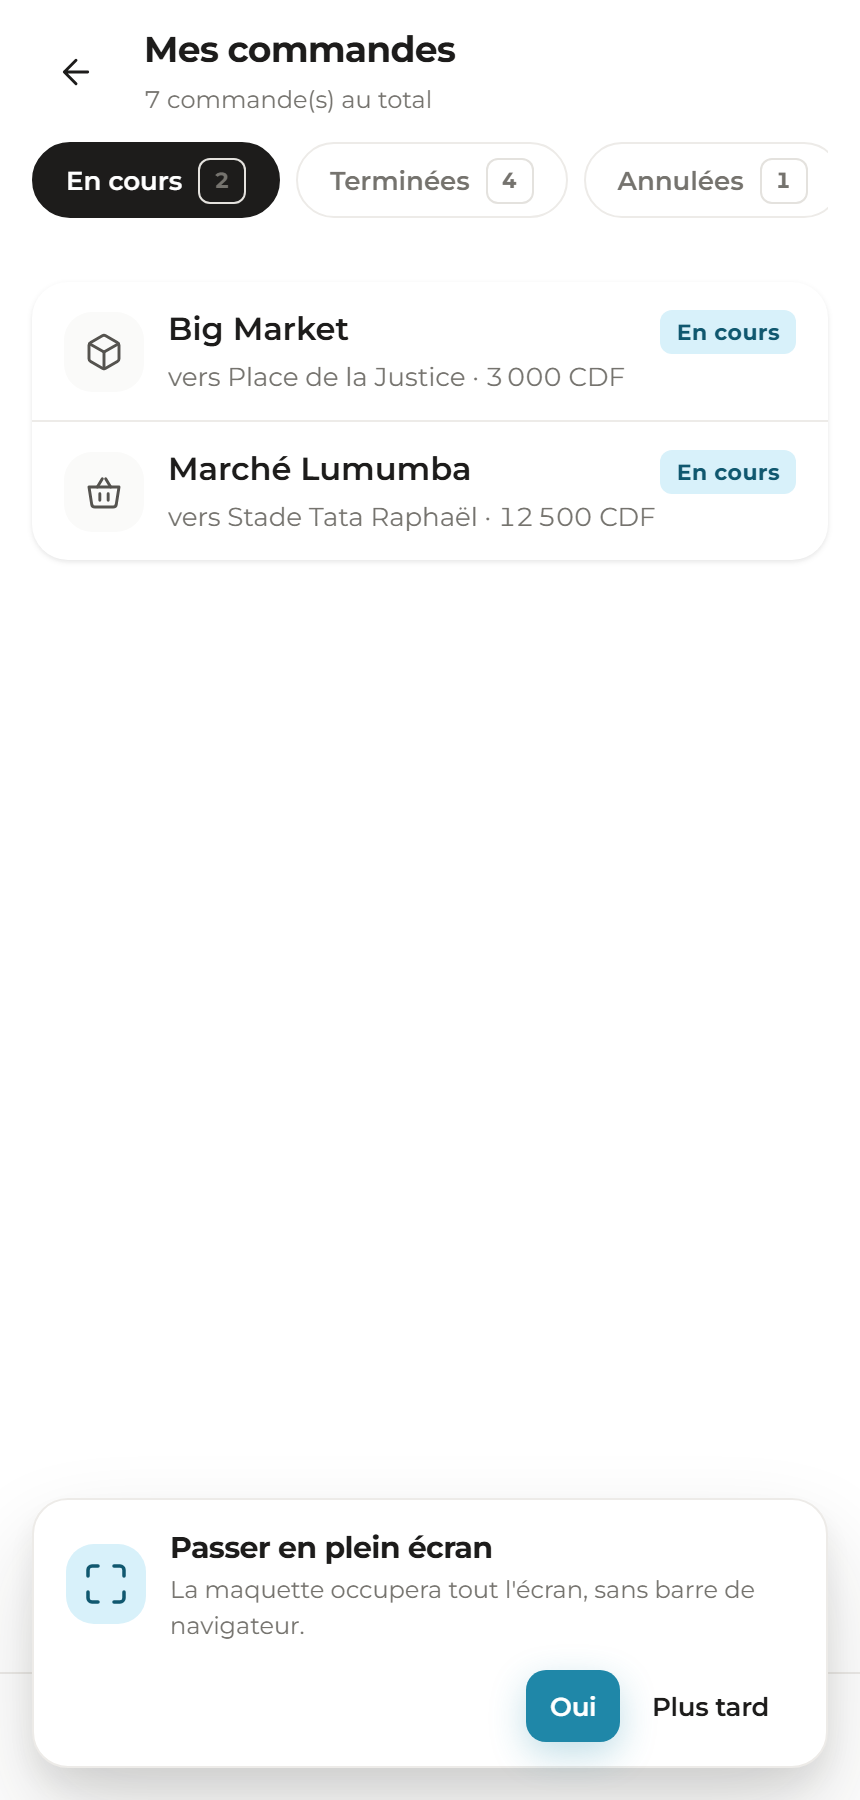 Mes commandes
7 commande(s) au total
En cours 2 Terminées 4 Annulées 1
Big Market En cours
vers Place de la Justice · 3 000 CDF
Marché Lumumba En cours
vers Stade Tata Raphaël · 12 500 CDF
Passer en plein écran
La maquette occupera tout l'écran, sans barre de
navigateur.
Oui Plus tard